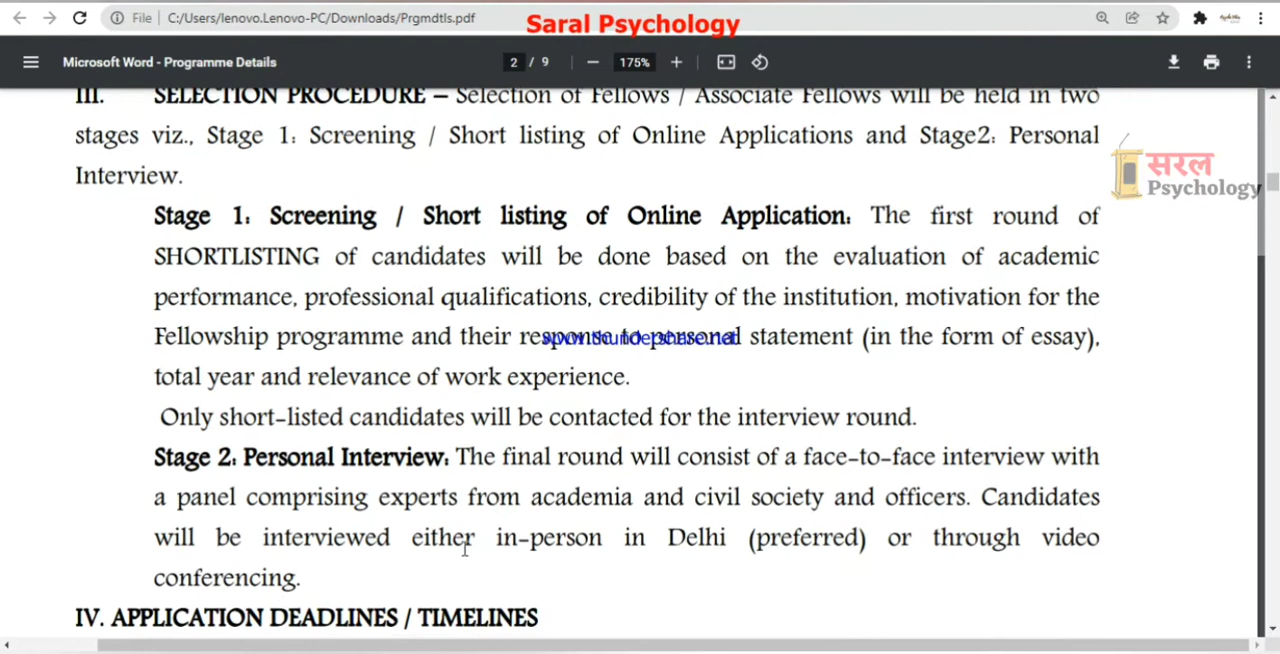 File
C:/Users/lenovo.Lenovo-PC/Downloads/Prgmdtls.pdf
Saral Psychology
Microsoft Word - Programme Details
2 / 9
175%
III. SELECTION PROCEDURE – Selection of Fellows / Associate Fellows will be held in two
stages viz., Stage 1: Screening / Short listing of Online Applications and Stage2: Personal
Interview.
सरल
Psychology
Stage 1: Screening / Short listing of Online Application: The first round of
SHORTLISTING of candidates will be done based on the evaluation of academic
performance, professional qualifications, credibility of the institution, motivation for the
Fellowship programme and their response to personal statement (in the form of essay),
www.thundershare.net
total year and relevance of work experience.
Only short-listed candidates will be contacted for the interview round.
Stage 2: Personal Interview: The final round will consist of a face-to-face interview with
a panel comprising experts from academia and civil society and officers. Candidates
will be interviewed either in-person in Delhi (preferred) or through video
conferencing.
IV. APPLICATION DEADLINES / TIMELINES